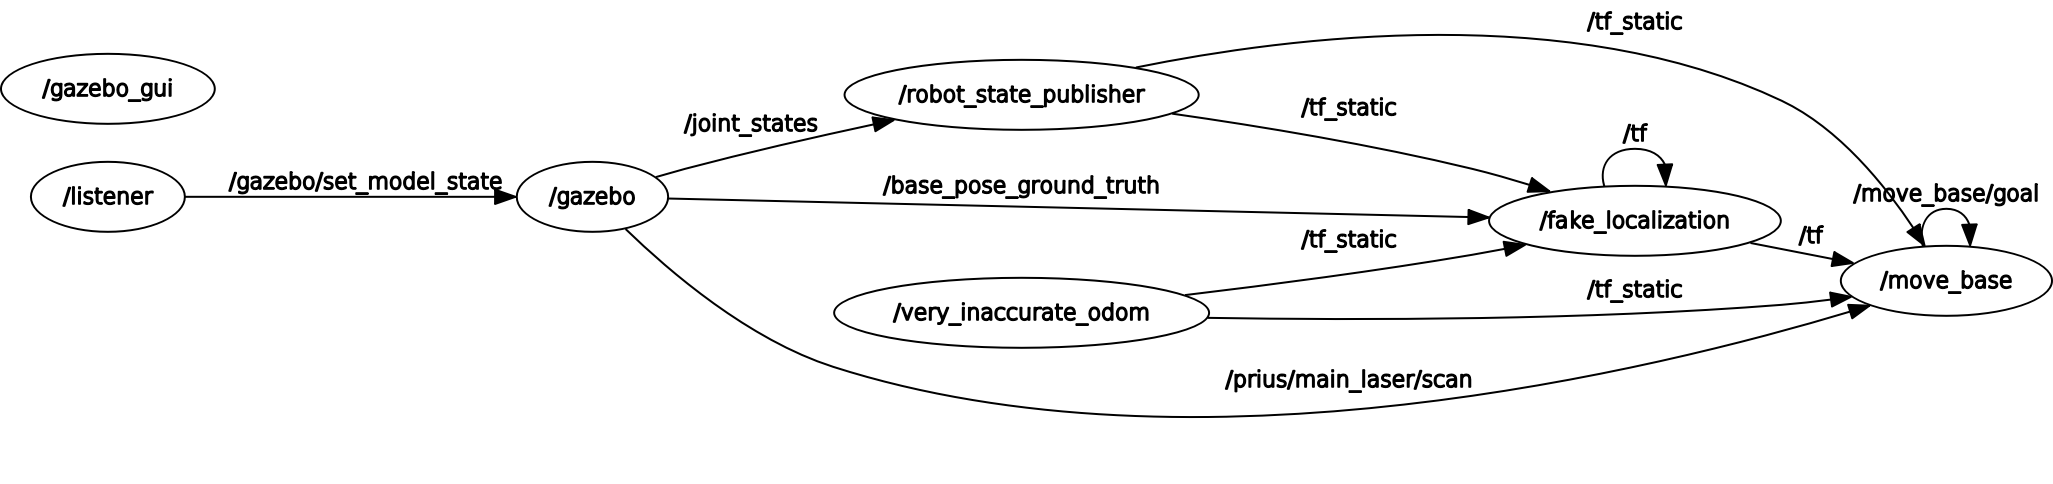 /tf_static
/gazebo_gui
/robot_state_publisher
/tf_static
/joint_states
/tf
/listener
/gazebo/set_model_state
/gazebo
/base_pose_ground_truth
/move_base/goal
/fake_localization
/tf_static
/tf
/move_base
/very_inaccurate_odom
/tf_static
/prius/main_laser/scan